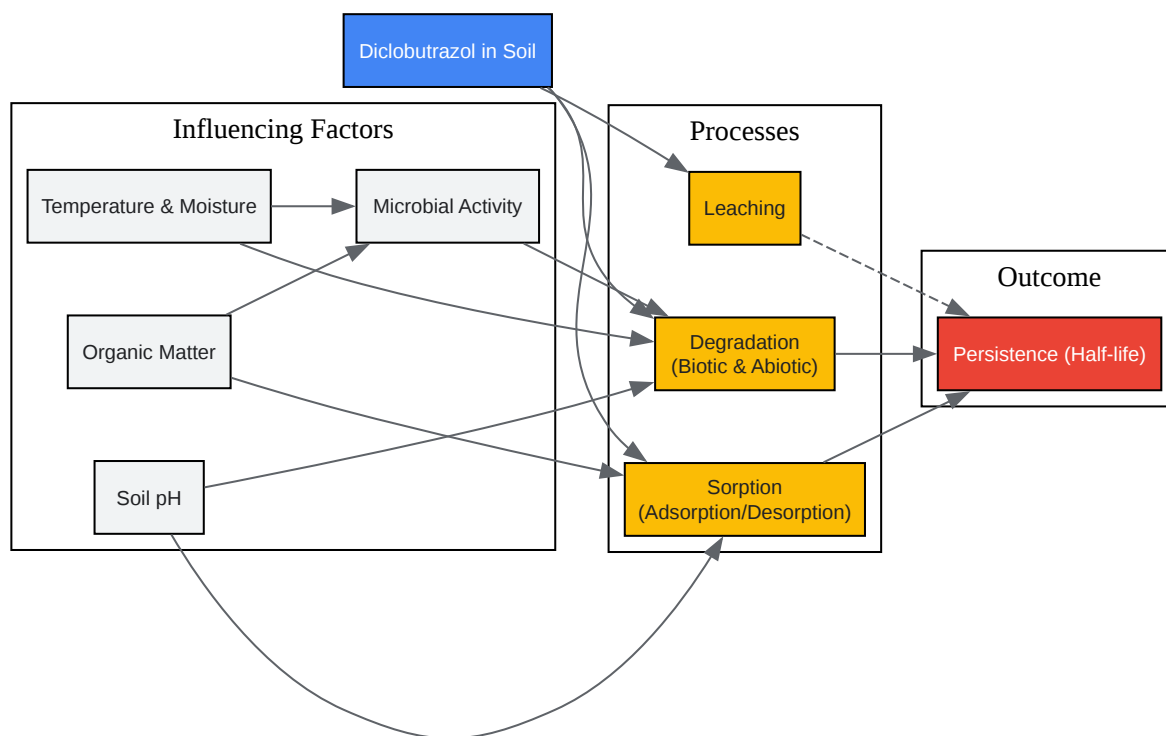 Diclobutrazol in Soil
Influencing Factors
Processes
Temperature & Moisture
Microbial Activity
Leaching
Outcome
Organic Matter
Degradation
(Biotic & Abiotic)
Persistence (Half-life)
Soil pH
Sorption
(Adsorption/Desorption)